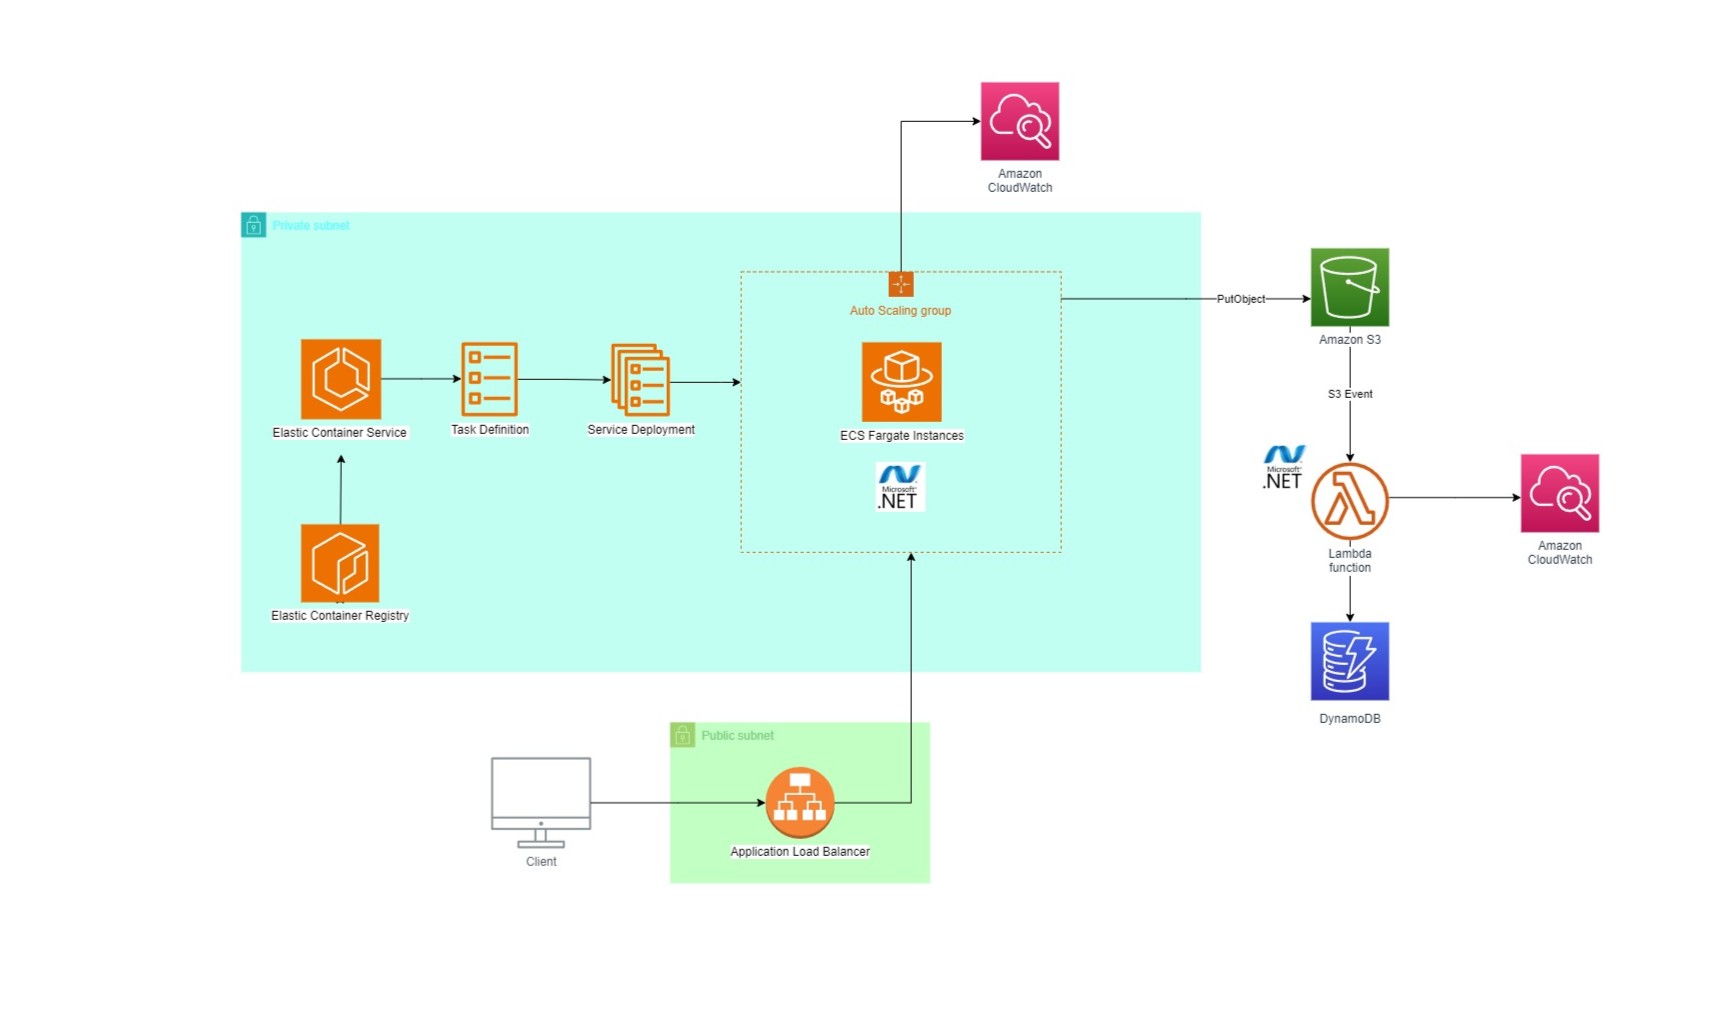 Amazon
CloudWatch
Private subnet
Auto Scaling group
PutObject
Amazon S3
S3 Event
Elastic Container Service
Task Definition
Service Deployment
ECS Fargate Instances
Microsoft®
.NET
Microsoft®
.NET
Amazon
CloudWatch
Lambda
function
Elastic Container Registry
DynamoDB
Public subnet
Application Load Balancer
Client